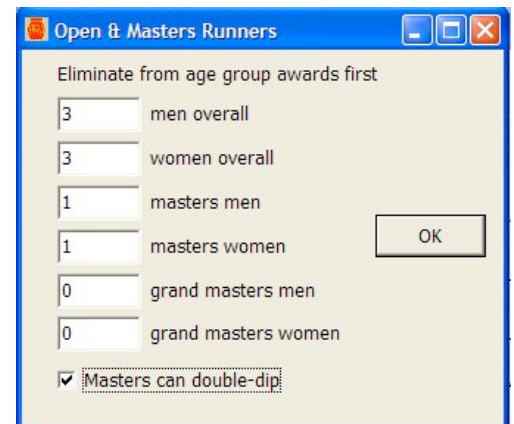 Open & Masters Runners
Eliminate from age group awards first
3 men overall
3 women overall
1 masters men
1 masters women
OK
0 grand masters men
0 grand masters women
Masters can double-dip